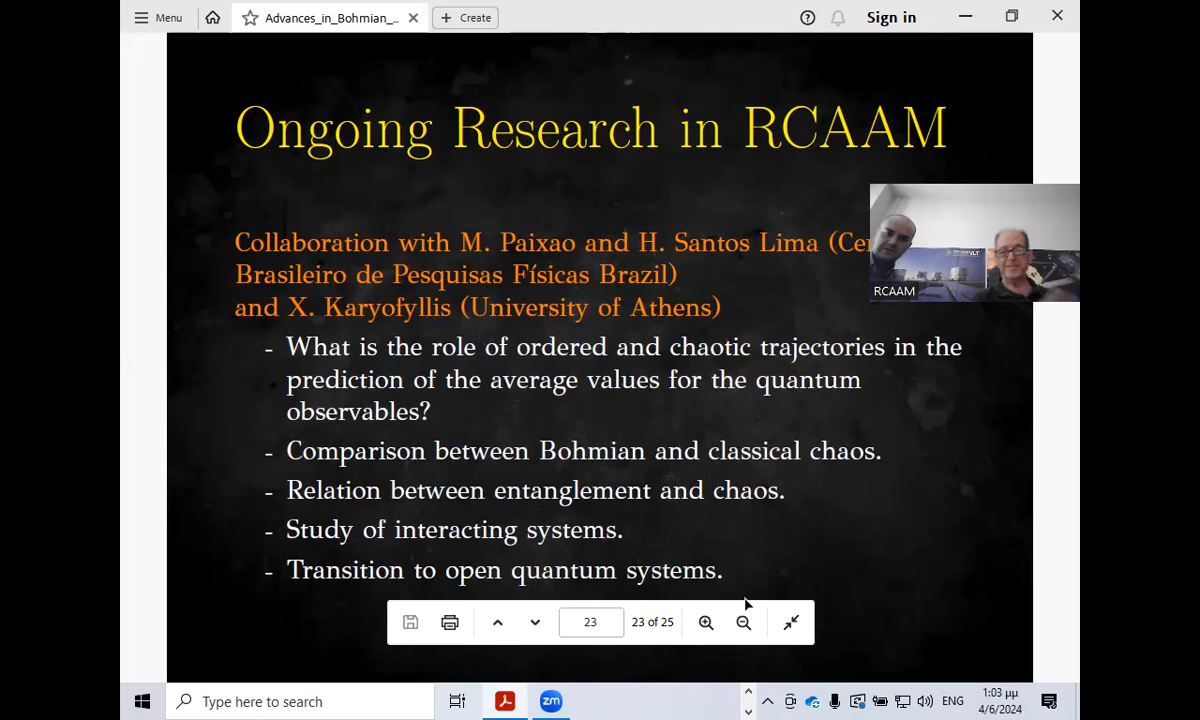 Menu
Advances_in_Bohmian_...
Create
Sign in
Ongoing Research in RCAAM
Collaboration with M. Paixao and H. Santos Lima
Brasileiro de Pesquisas Físicas Brazil)
and X. Karyofyllis (University of Athens)
- What is the role of ordered and chaotic trajectories in the
prediction of the average values for the quantum
observables?
- Comparison between Bohmian and classical chaos.
- Relation between entanglement and chaos.
- Study of interacting systems.
- Transition to open quantum systems.
VLT
RCAAM
23
23 of 25
Type here to search
zm
ENG
1:03 μμ
4/6/2024